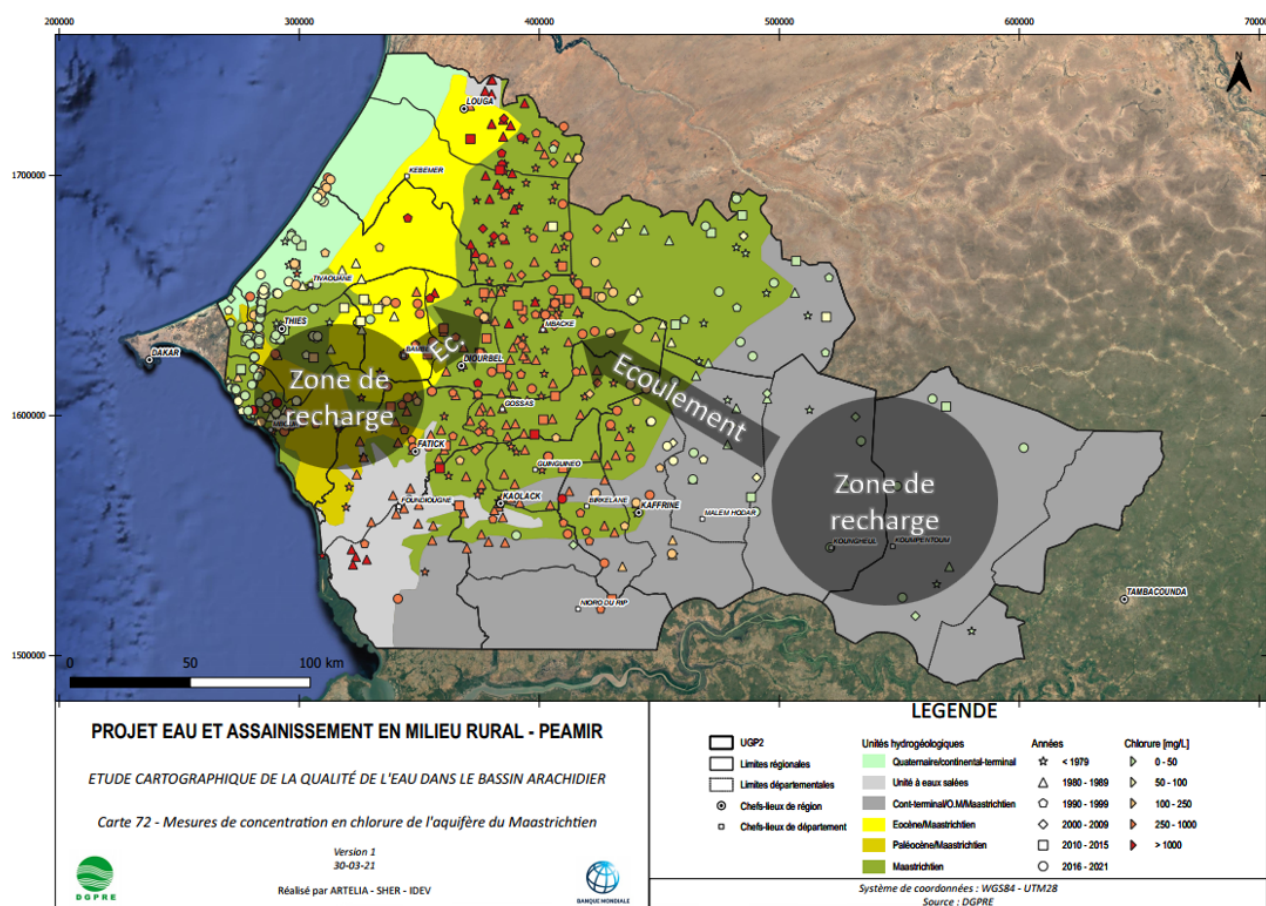 200000 300000 400000 500000 600000 70000
N
1700000
1600000
1500000
LOUGA
KEBEMER
TIVAOUANE
THIES
DAKAR
MBACKE
BAMB
DIOURBEL
Ec.
Ecoulement
Zone de
recharge
GOSSAS
FATICK
GUINGUINEO
FOUNDIOUGNE
KAOLACK
BIRKELANE
KAFFRINE
MALEM HODAR
Zone de
recharge
KOUNGHEUL
KOUMPENTOUM
NIORO DU RIP
TAMBACOUNDA
0 50 100 km
PROJET EAU ET ASSAINISSEMENT EN MILIEU RURAL - PEAMIR
ETUDE CARTOGRAPHIQUE DE LA QUALITE DE L'EAU DANS LE BASSIN ARACHIDIER
Carte 72 - Mesures de concentration en chlorure de l'aquifère du Maastrichtien
Version 1
30-03-21
Réalisé par ARTELIA - SHER - IDEV
DGPRE
BANQUE MONDIALE
LEGENDE
UGP2
Limites régionales
Limites départementales
Chefs-lieux de région
Chefs-lieux de département
Unités hydrogéologiques
Quaternaire/continental-terminal
Unité à eaux salées
Cont-terminal/O.M/Maastrichtien
Eocène/Maastrichtien
Paléocène/Maastrichtien
Maastrichtien
Années
< 1979
1980 - 1989
1990 - 1999
2000 - 2009
2010 - 2015
2016 - 2021
Chlorure [mg/L]
0 - 50
50 - 100
100 - 250
250 - 1000
> 1000
Système de coordonnées : WGS84 - UTM28
Source : DGPRE